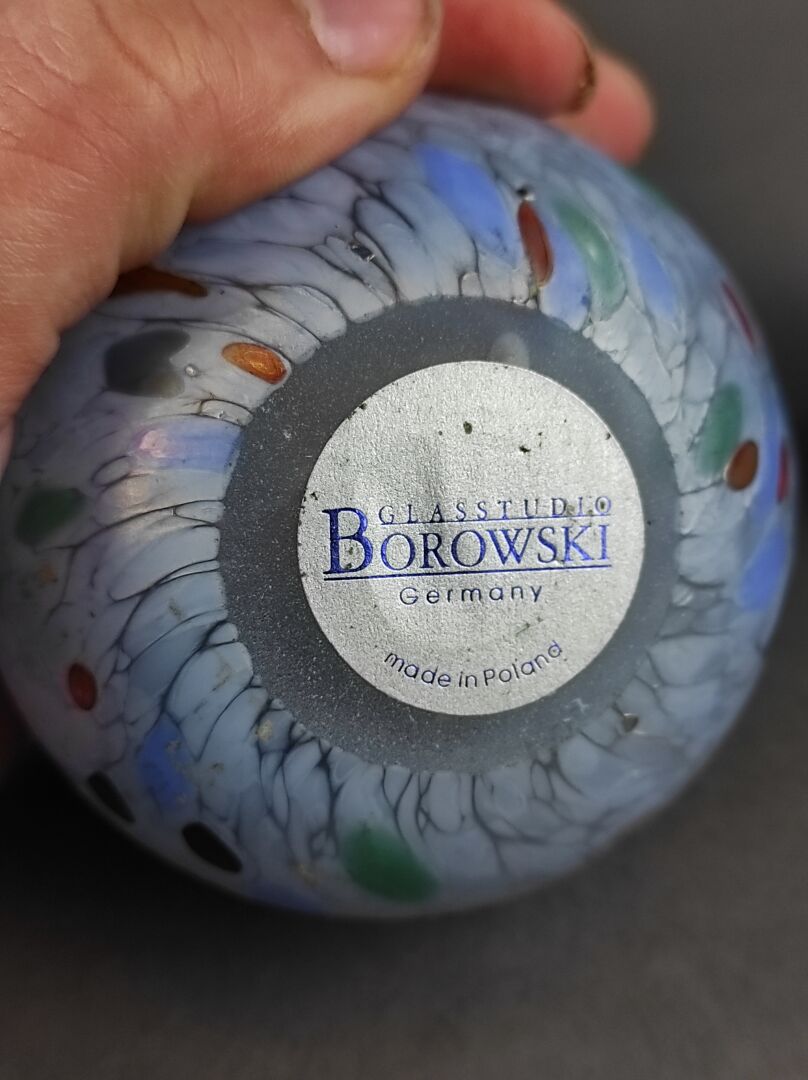 GLASSTUDIO
BOROWSKI
Germany
made in Poland